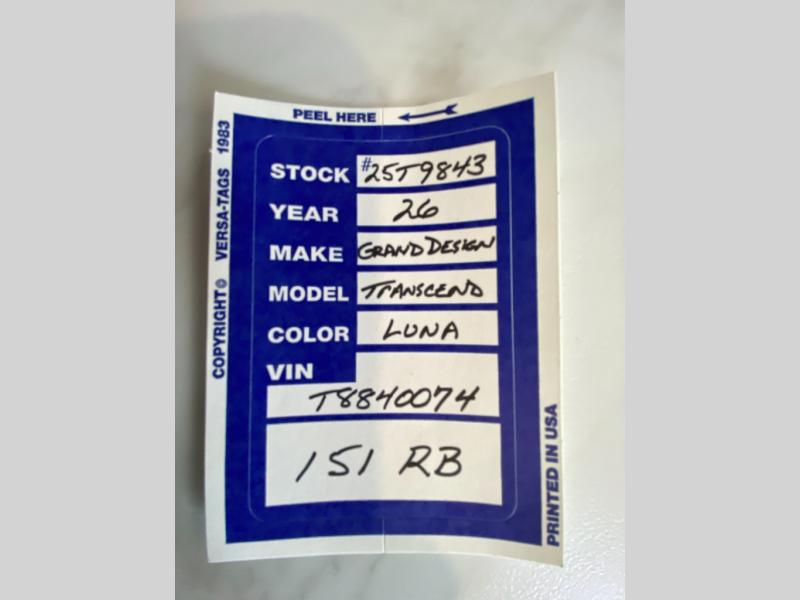 PEEL HERE
COPYRIGHT © VERSA-TAGS 1983
STOCK #25T9843
YEAR 26
MAKE GRAND DESIGN
MODEL TRANSCEND
COLOR LUNA
VIN
T8840074
151 RB
PRINTED IN USA